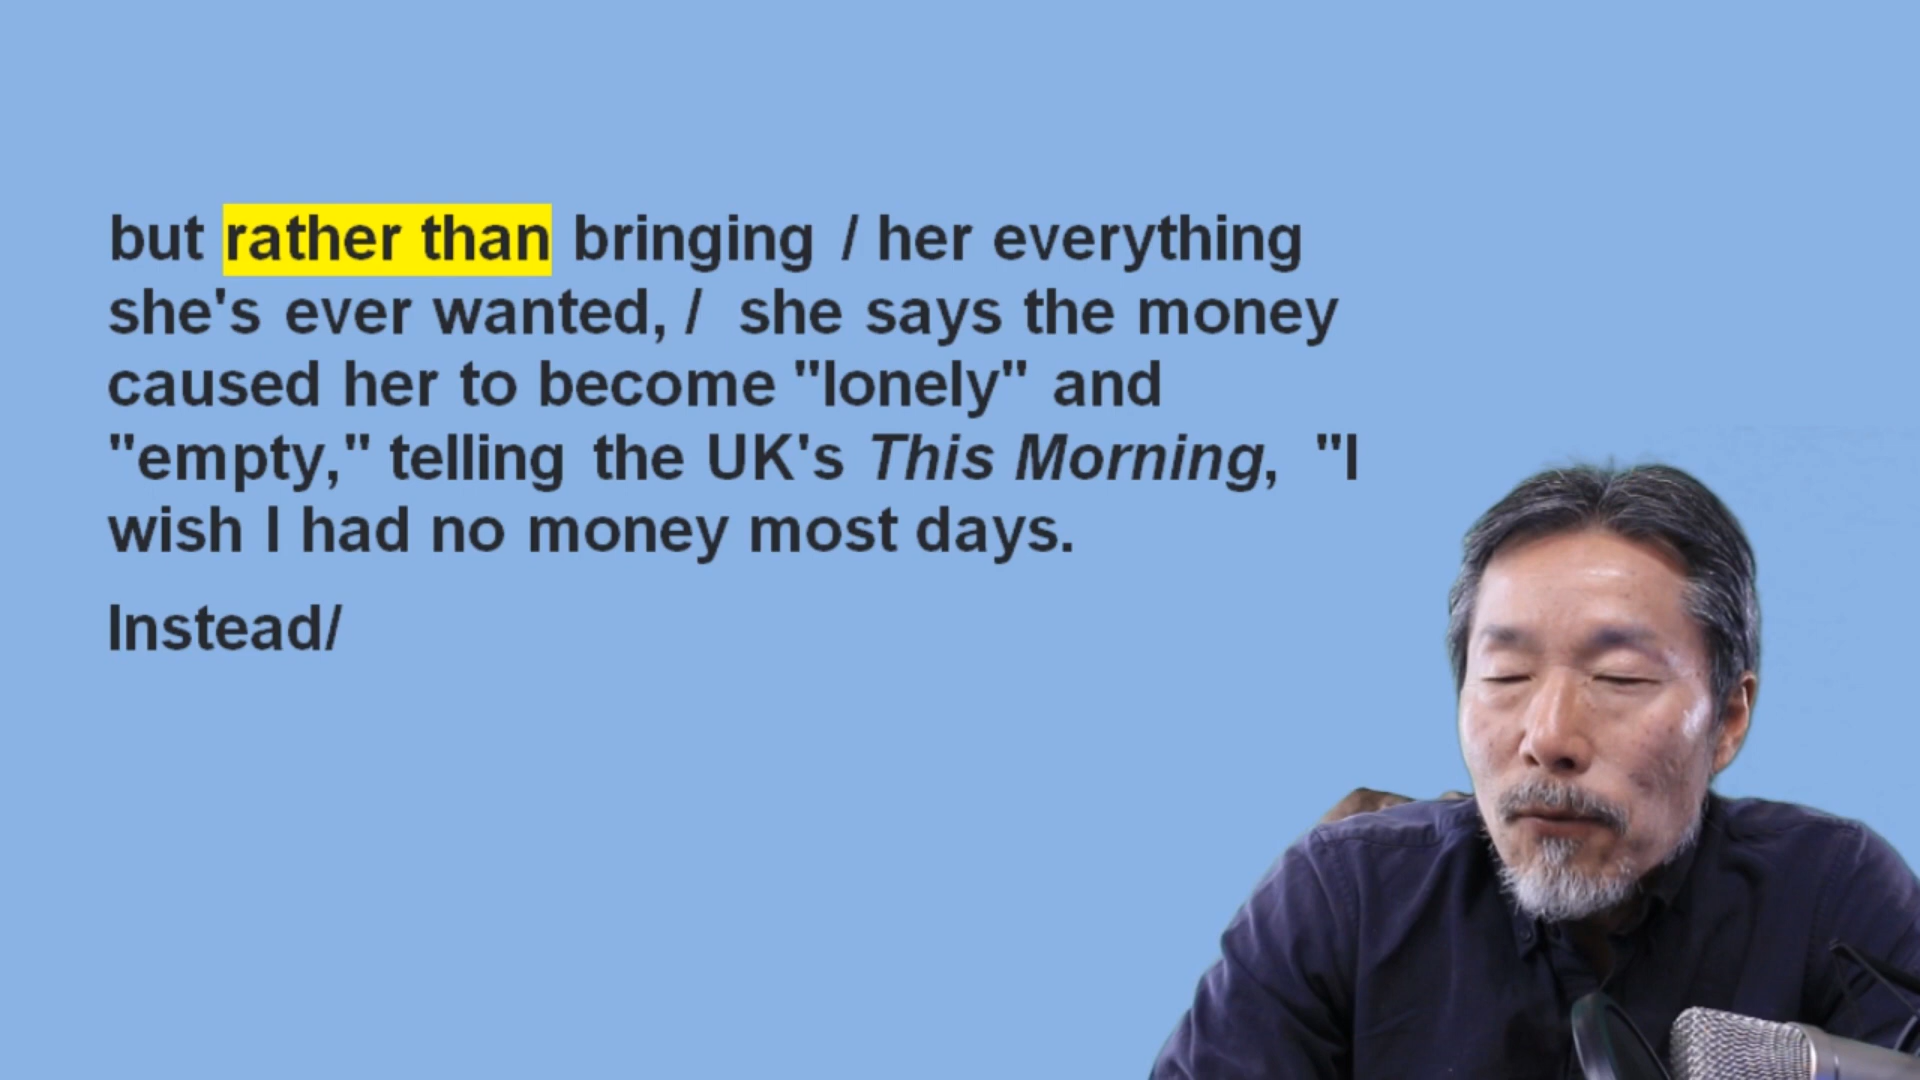 but rather than bringing / her everything
she's ever wanted, / she says the money
caused her to become "lonely" and
"empty," telling the UK's This Morning, "I
wish I had no money most days.
Instead/